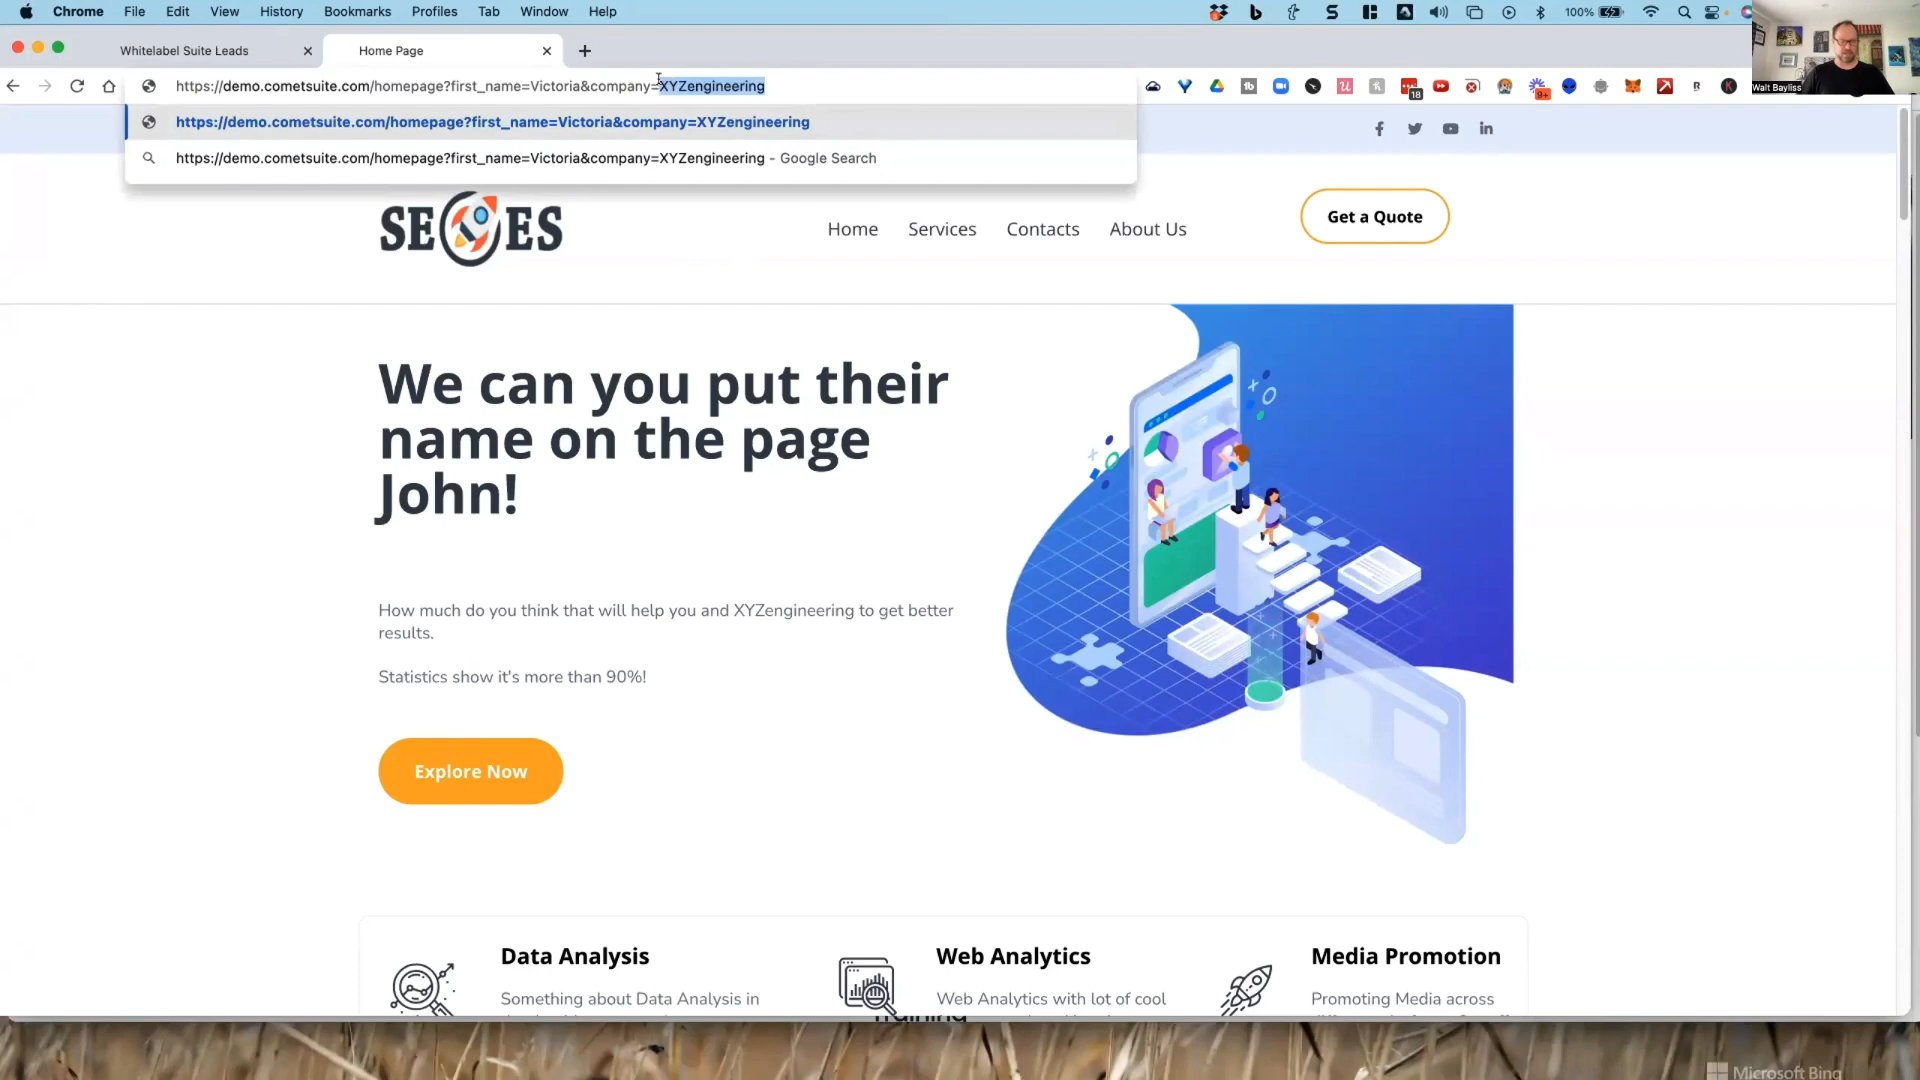 Chrome File Edit View History Bookmarks Profiles Tab Window Help
100%
Whitelabel Suite Leads
Home Page
https://demo.cometsuite.com/homepage?first_name=Victoria&company=XYZengineering
18
9+
Walt Bayliss
https://demo.cometsuite.com/homepage?first_name=Victoria&company=XYZengineering
https://demo.cometsuite.com/homepage?first_name=Victoria&company=XYZengineering - Google Search
Home Services Contacts About Us
Get a Quote
We can you put their
name on the page
John!
How much do you think that will help you and XYZengineering to get better
results.
Statistics show it's more than 90%!
Explore Now
Data Analysis
Something about Data Analysis in
Web Analytics
Web Analytics with lot of cool
Media Promotion
Promoting Media across
Microsoft Bing